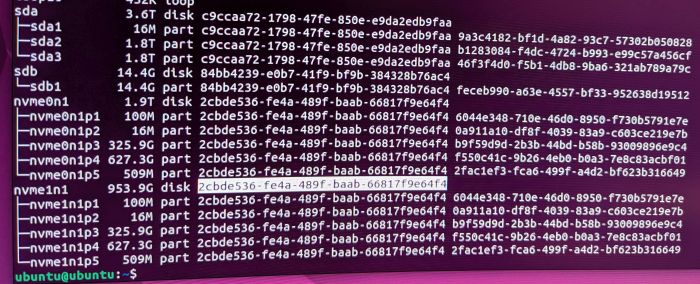 sda 3.6T disk c9ccaa72-1798-47fe-850e-e9da2edb9faa
├─sda1 16M part c9ccaa72-1798-47fe-850e-e9da2edb9faa 9a3c4182-bf1d-4a82-93c7-57302b050828
├─sda2 1.8T part c9ccaa72-1798-47fe-850e-e9da2edb9faa b1283084-f4dc-4724-b993-e99c57a456cf
└─sda3 1.8T part c9ccaa72-1798-47fe-850e-e9da2edb9faa 46f3f4d0-f5b1-4db8-9ba6-321ab789a79c
sdb 14.4G disk 84bb4239-e0b7-41f9-bf9b-384328b76ac4
└─sdb1 14.4G part 84bb4239-e0b7-41f9-bf9b-384328b76ac4 feceb990-a63e-4557-bf33-952638d19512
nvme0n1 1.9T disk 2cbde536-fe4a-489f-baab-66817f9e64f4
├─nvme0n1p1 100M part 2cbde536-fe4a-489f-baab-66817f9e64f4 6044e348-710e-46d0-8950-f730b5791e7e
├─nvme0n1p2 16M part 2cbde536-fe4a-489f-baab-66817f9e64f4 0a911a10-df8f-4039-83a9-c603ce219e7b
├─nvme0n1p3 325.9G part 2cbde536-fe4a-489f-baab-66817f9e64f4 b9f59d9d-2b3b-44bd-b58b-93009896e9c4
├─nvme0n1p4 627.3G part 2cbde536-fe4a-489f-baab-66817f9e64f4 f550c41c-9b26-4eb0-b0a3-7e8c83acbf01
└─nvme0n1p5 509M part 2cbde536-fe4a-489f-baab-66817f9e64f4 2fac1ef3-fca6-499f-a4d2-bf623b316649
nvme1n1 953.9G disk 2cbde536-fe4a-489f-baab-66817f9e64f4
├─nvme1n1p1 100M part 2cbde536-fe4a-489f-baab-66817f9e64f4 6044e348-710e-46d0-8950-f730b5791e7e
├─nvme1n1p2 16M part 2cbde536-fe4a-489f-baab-66817f9e64f4 0a911a10-df8f-4039-83a9-c603ce219e7b
├─nvme1n1p3 325.9G part 2cbde536-fe4a-489f-baab-66817f9e64f4 b9f59d9d-2b3b-44bd-b58b-93009896e9c4
├─nvme1n1p4 627.3G part 2cbde536-fe4a-489f-baab-66817f9e64f4 f550c41c-9b26-4eb0-b0a3-7e8c83acbf01
└─nvme1n1p5 509M part 2cbde536-fe4a-489f-baab-66817f9e64f4 2fac1ef3-fca6-499f-a4d2-bf623b316649
ubuntu@ubuntu:~$